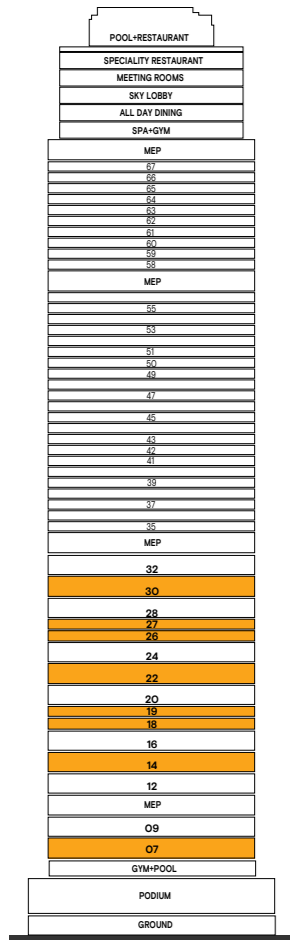 POOL+RESTAURANT
SPECIALITY RESTAURANT
MEETING ROOMS
SKY LOBBY
ALL DAY DINING
SPA+GYM
MEP
67
66
65
64
63
62
61
60
59
58
MEP
55
53
51
50
49
47
45
43
42
41
39
37
35
MEP
32
30
28
27
26
24
22
20
19
18
16
14
12
MEP
09
07
GYM+POOL
PODIUM
GROUND